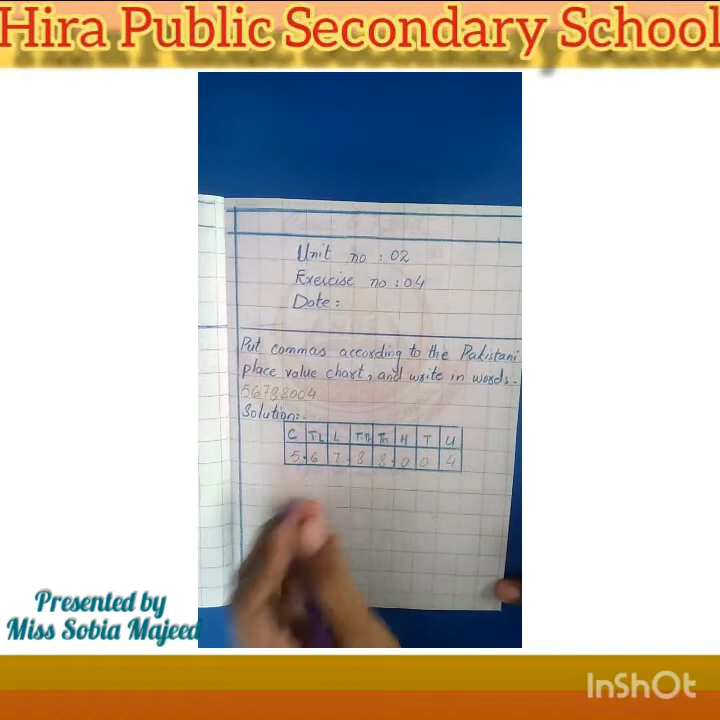 Hira Public Secondary School
Unit no : 02
Exercise no : 04
Date :
Put commas according to the Pakistani
place value chart, and write in words.
56788004
Solution:-
C TL L T.Th Th H T U
5,6 7,8 8,0 0 4
Presented by
Miss Sobia Majeed
InShOt